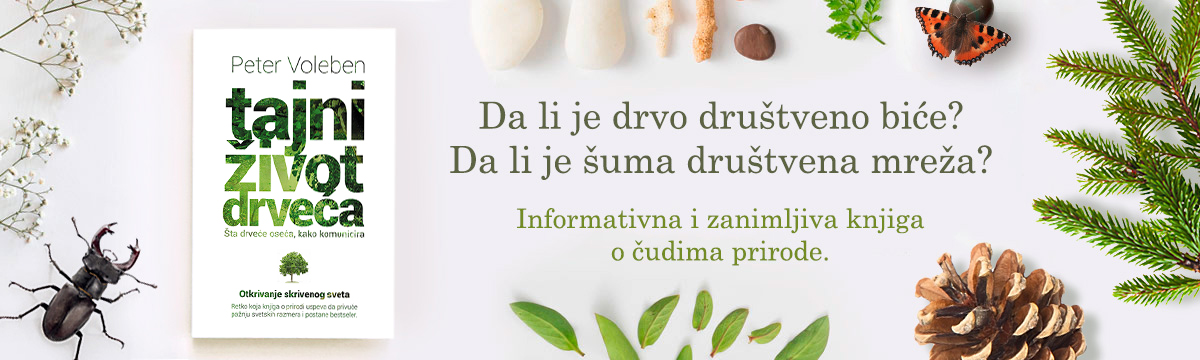 Peter Voleben
tajni
život
drveća
Šta drveće oseća, kako komunicira
Otkrivanje skrivenog sveta
Retko koja knjiga o prirodi uspeva da privuče
pažnju svetskih razmera i postane bestseler.
Da li je drvo društveno biće?
Da li je šuma društvena mreža?
Informativna i zanimljiva knjiga
o čudima prirode.